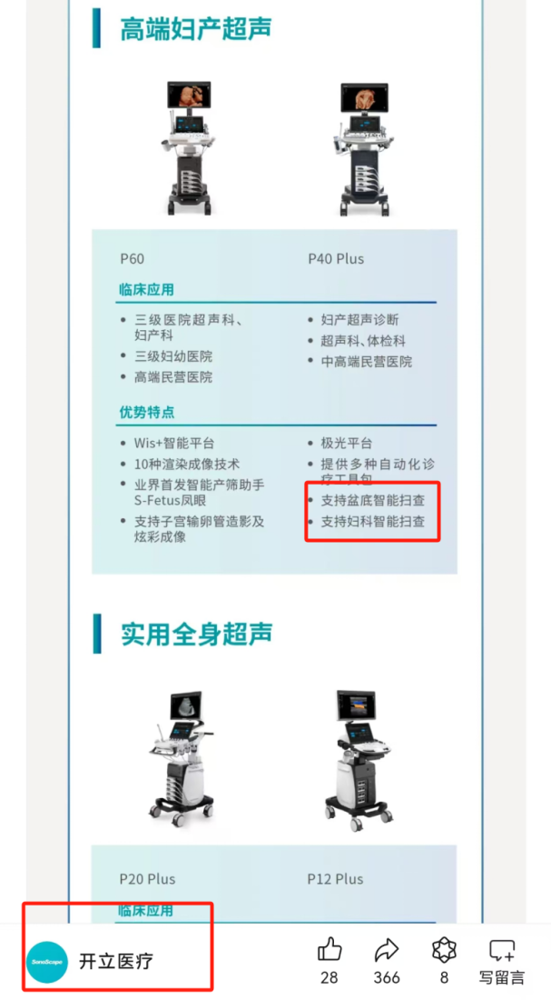 高端妇产超声
P60
P40 Plus
临床应用
三级医院超声科、
妇产科
三级妇幼医院
高端民营医院
妇产超声诊断
超声科、体检科
中高端民营医院
优势特点
Wis+智能平台
10种渲染成像技术
业界首发智能产筛助手
S-Fetus凤眼
支持子宫输卵管造影及
炫彩成像
极光平台
提供多种自动化诊
疗工具包
支持盆底智能扫查
支持妇科智能扫查
实用全身超声
P20 Plus
P12 Plus
临床应用
SonoScape
开立医疗
28
366
8
写留言